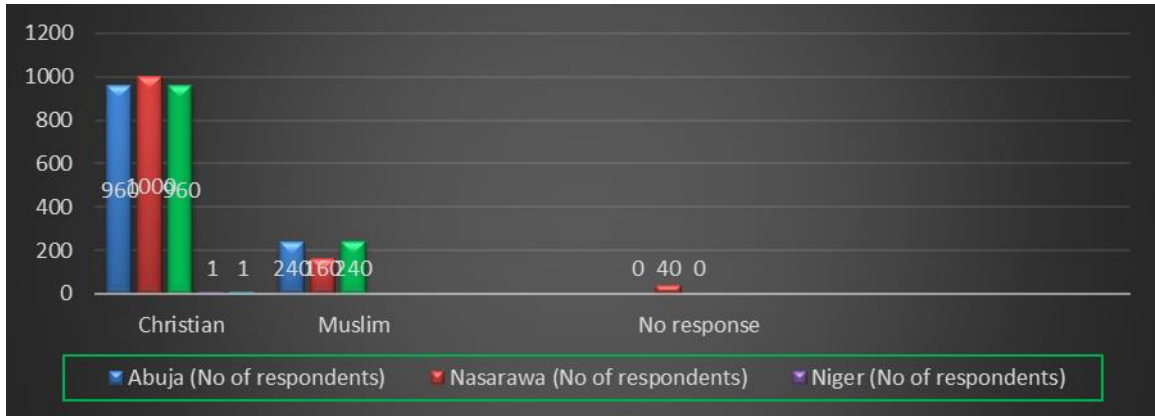 1200
1000
800
600
400
200
0
960 1000 960 1 1 240 160 240 0 40 0
Christian Muslim No response
Abuja (No of respondents) Nasarawa (No of respondents) Niger (No of respondents)